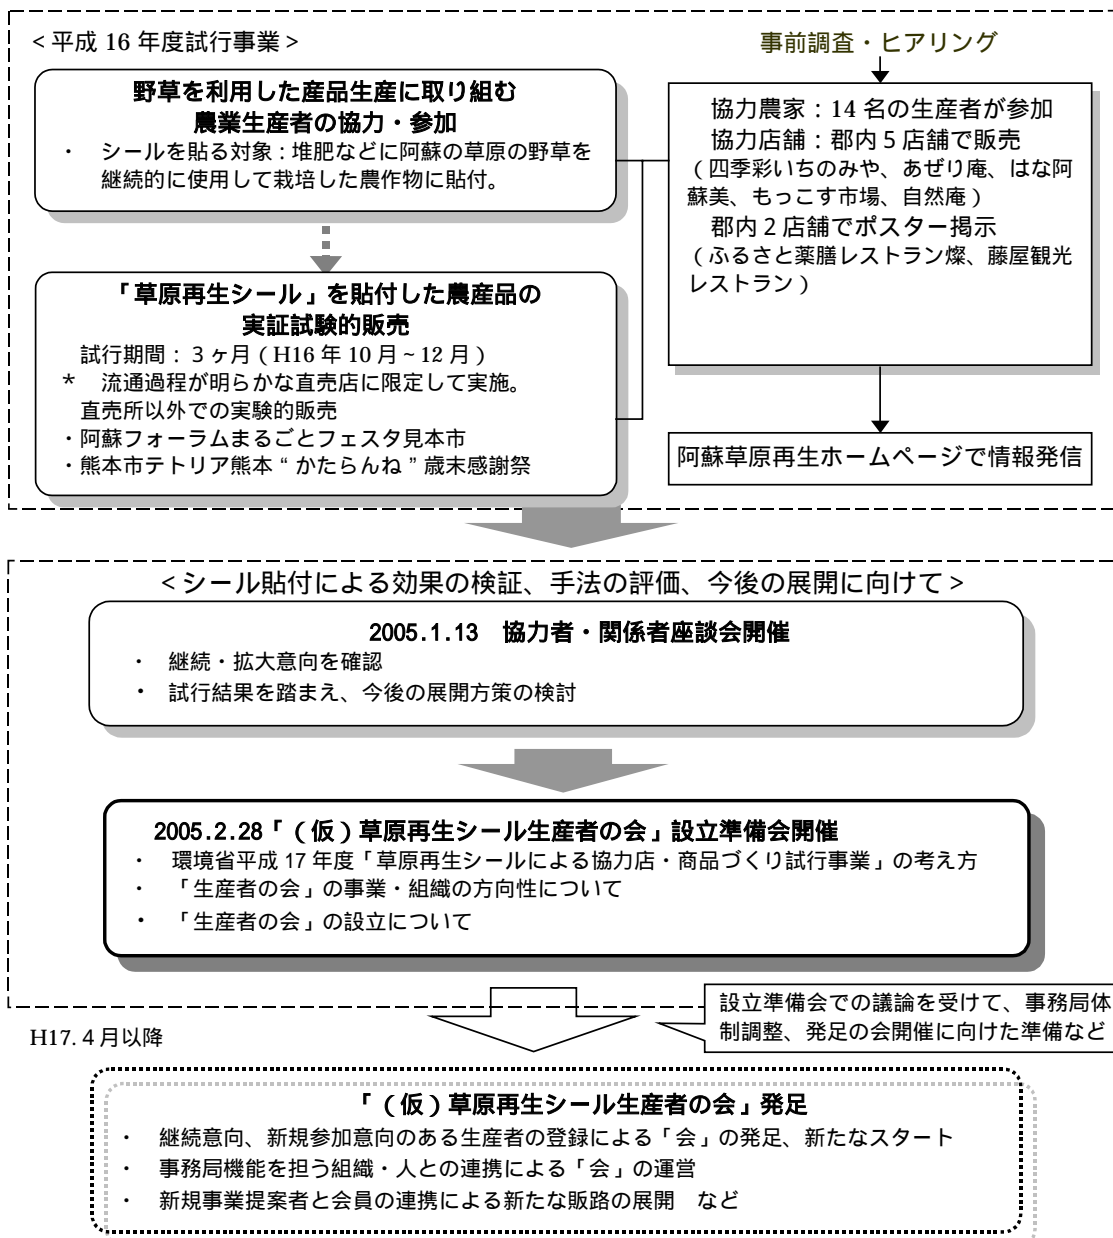 <平成 16 年度試行事業>
野草を利用した産品生産に取り組む
農業生産者の協力・参加
・ シールを貼る対象：堆肥などに阿蘇の草原の野草を
継続的に使用して栽培した農作物に貼付。
「草原再生シール」を貼付した農産品の
実証試験的販売
試行期間：３ヶ月（H16 年 10 月~12 月）
* 流通過程が明らかな直売店に限定して実施。
直売所以外での実験的販売
・阿蘇フォーラムまるごとフェスタ見本市
・熊本市テトリア熊本“かたらんね”歳末感謝祭
事前調査・ヒアリング
協力農家：14 名の生産者が参加
協力店舗：郡内５店舗で販売
（四季彩いちのみや、あぜり庵、はな阿
蘇美、もっこす市場、自然庵）
郡内２店舗でポスター掲示
（ふるさと薬膳レストラン燦、藤屋観光
レストラン）
阿蘇草原再生ホームページで情報発信
<シール貼付による効果の検証、手法の評価、今後の展開に向けて>
2005.1.13 協力者・関係者座談会開催
・ 継続・拡大意向を確認
・ 試行結果を踏まえ、今後の展開方策の検討
2005.2.28「（仮）草原再生シール生産者の会」設立準備会開催
・ 環境省平成 17 年度「草原再生シールによる協力店・商品づくり試行事業」の考え方
・ 「生産者の会」の事業・組織の方向性について
・ 「生産者の会」の設立について
設立準備会での議論を受けて、事務局体
制調整、発足の会開催に向けた準備など
H17.４月以降
「（仮）草原再生シール生産者の会」発足
・ 継続意向、新規参加意向のある生産者の登録による「会」の発足、新たなスタート
・ 事務局機能を担う組織・人との連携による「会」の運営
・ 新規事業提案者と会員の連携による新たな販路の展開 など